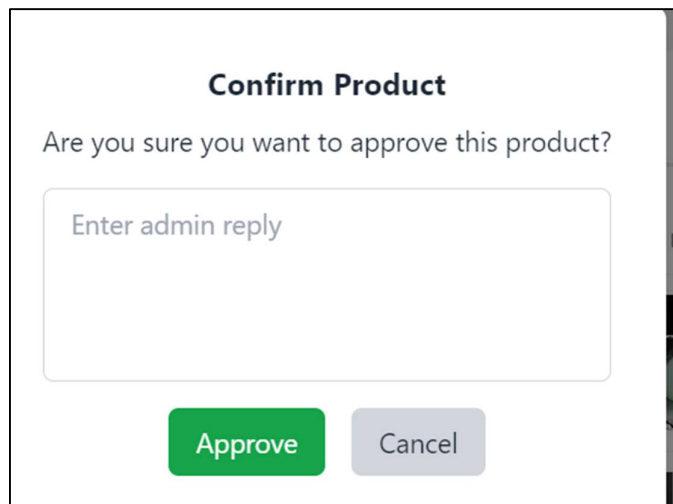 Confirm Product
Are you sure you want to approve this product?
Enter admin reply
Approve
Cancel